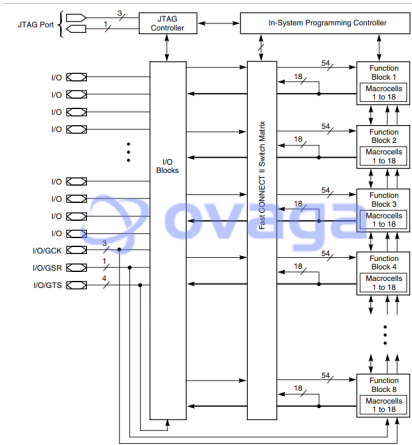 JTAG Port
3
1
JTAG
Controller
In-System Programming Controller
I/O
I/O
I/O
I/O
I/O
I/O
I/O
I/O
I/O/GCK
3
I/O/GSR
1
I/O/GTS
4
I/O
Blocks
Fast CONNECT II Switch Matrix
54
18
Function
Block 1
Macrocells
1 to 18
54
18
Function
Block 2
Macrocells
1 to 18
54
18
Function
Block 3
Macrocells
1 to 18
54
18
Function
Block 4
Macrocells
1 to 18
54
18
Function
Block 8
Macrocells
1 to 18
ovaga